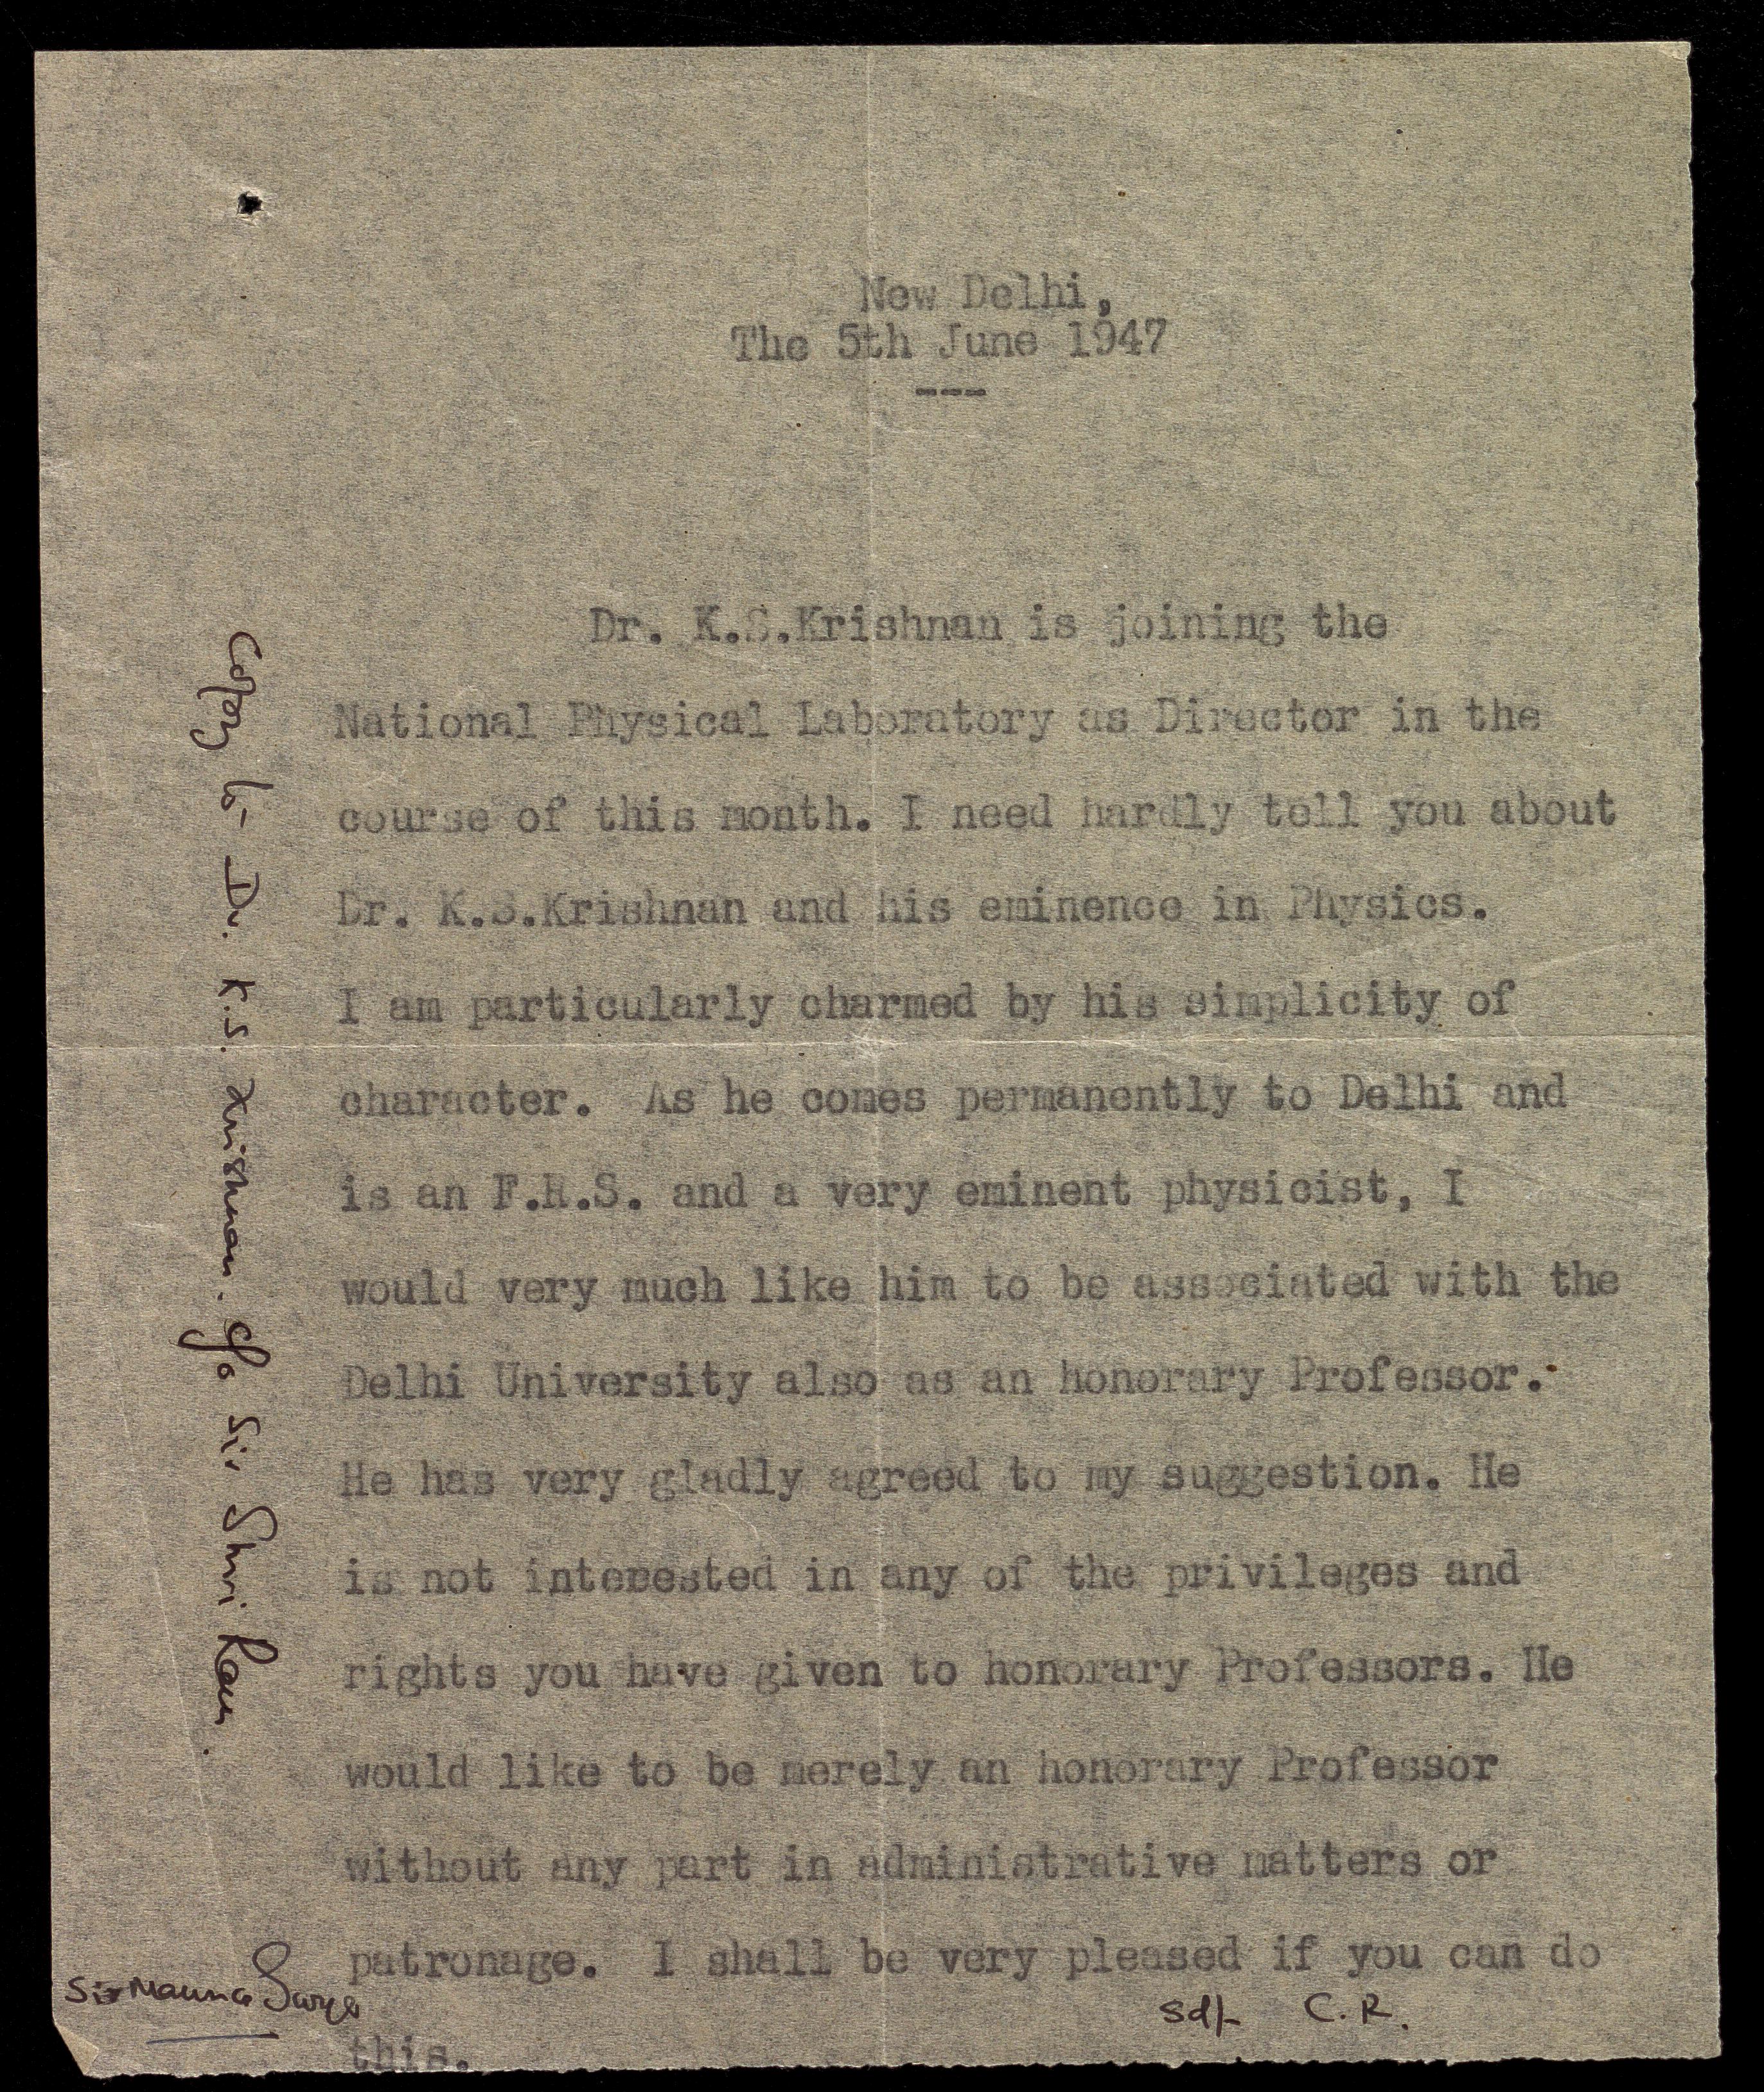 New Delhi,
The 5th June 1947
---
Dr. K.S.Krishnan is joining the
National Physical Laboratory as Director in the
course of this month. I need hardly tell you about
Dr. K.S.Krishnan and his eminence in Physics.
I am particularly charmed by his simplicity of
character. As he comes permanently to Delhi and
is an F.R.S. and a very eminent physicist, I
would very much like him to be associated with the
Delhi University also as an honorary Professor.
He has very gladly agreed to my suggestion. He
is not interested in any of the privileges and
rights you have given to honorary Professors. He
would like to be merely an honorary Professor
without any part in administrative matters or
patronage. I shall be very pleased if you can do
this.
sd/- C.R.
Sir Maurice
Copy to- Dr. K.S. Krishnan. c/o Sir Shri Ram.